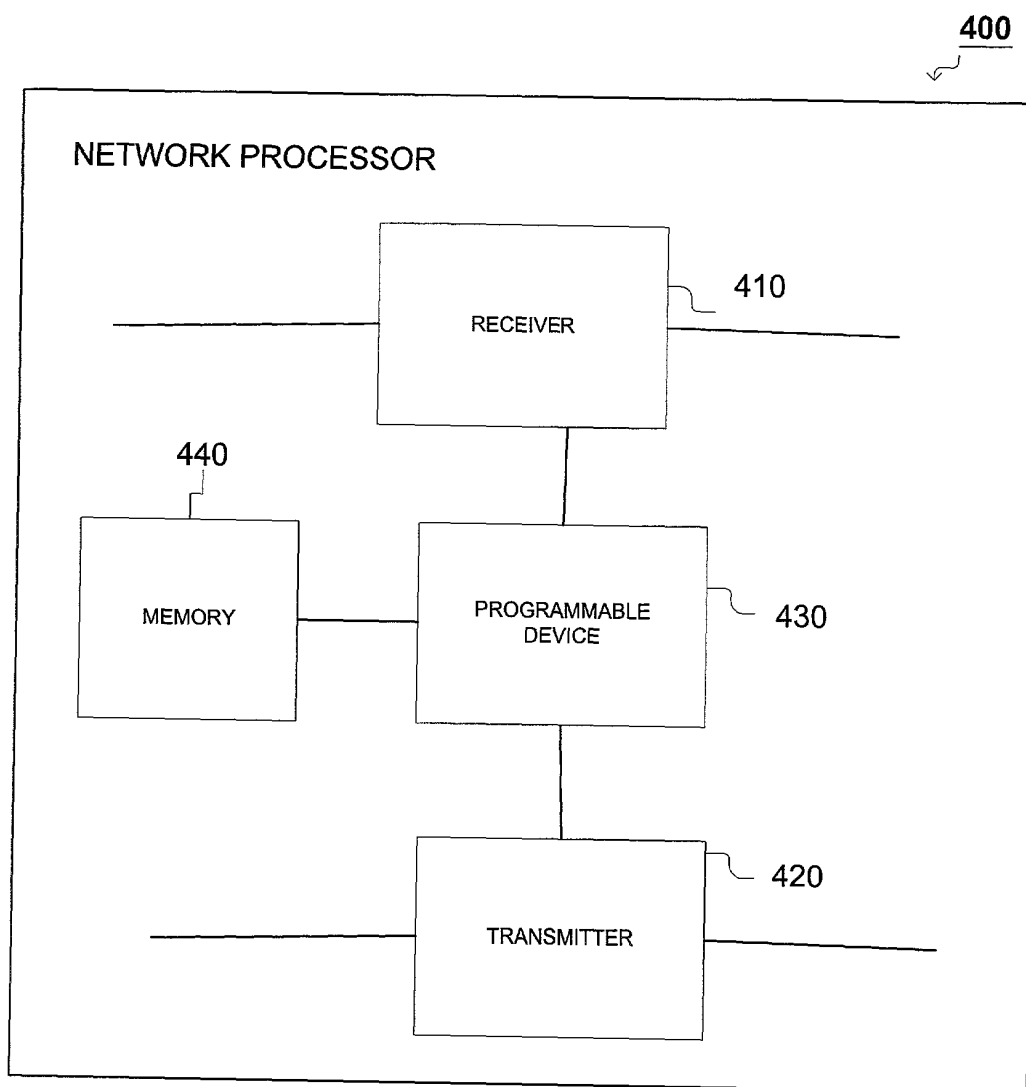 400
NETWORK PROCESSOR
RECEIVER
410
440
MEMORY
PROGRAMMABLE
DEVICE
430
TRANSMITTER
420